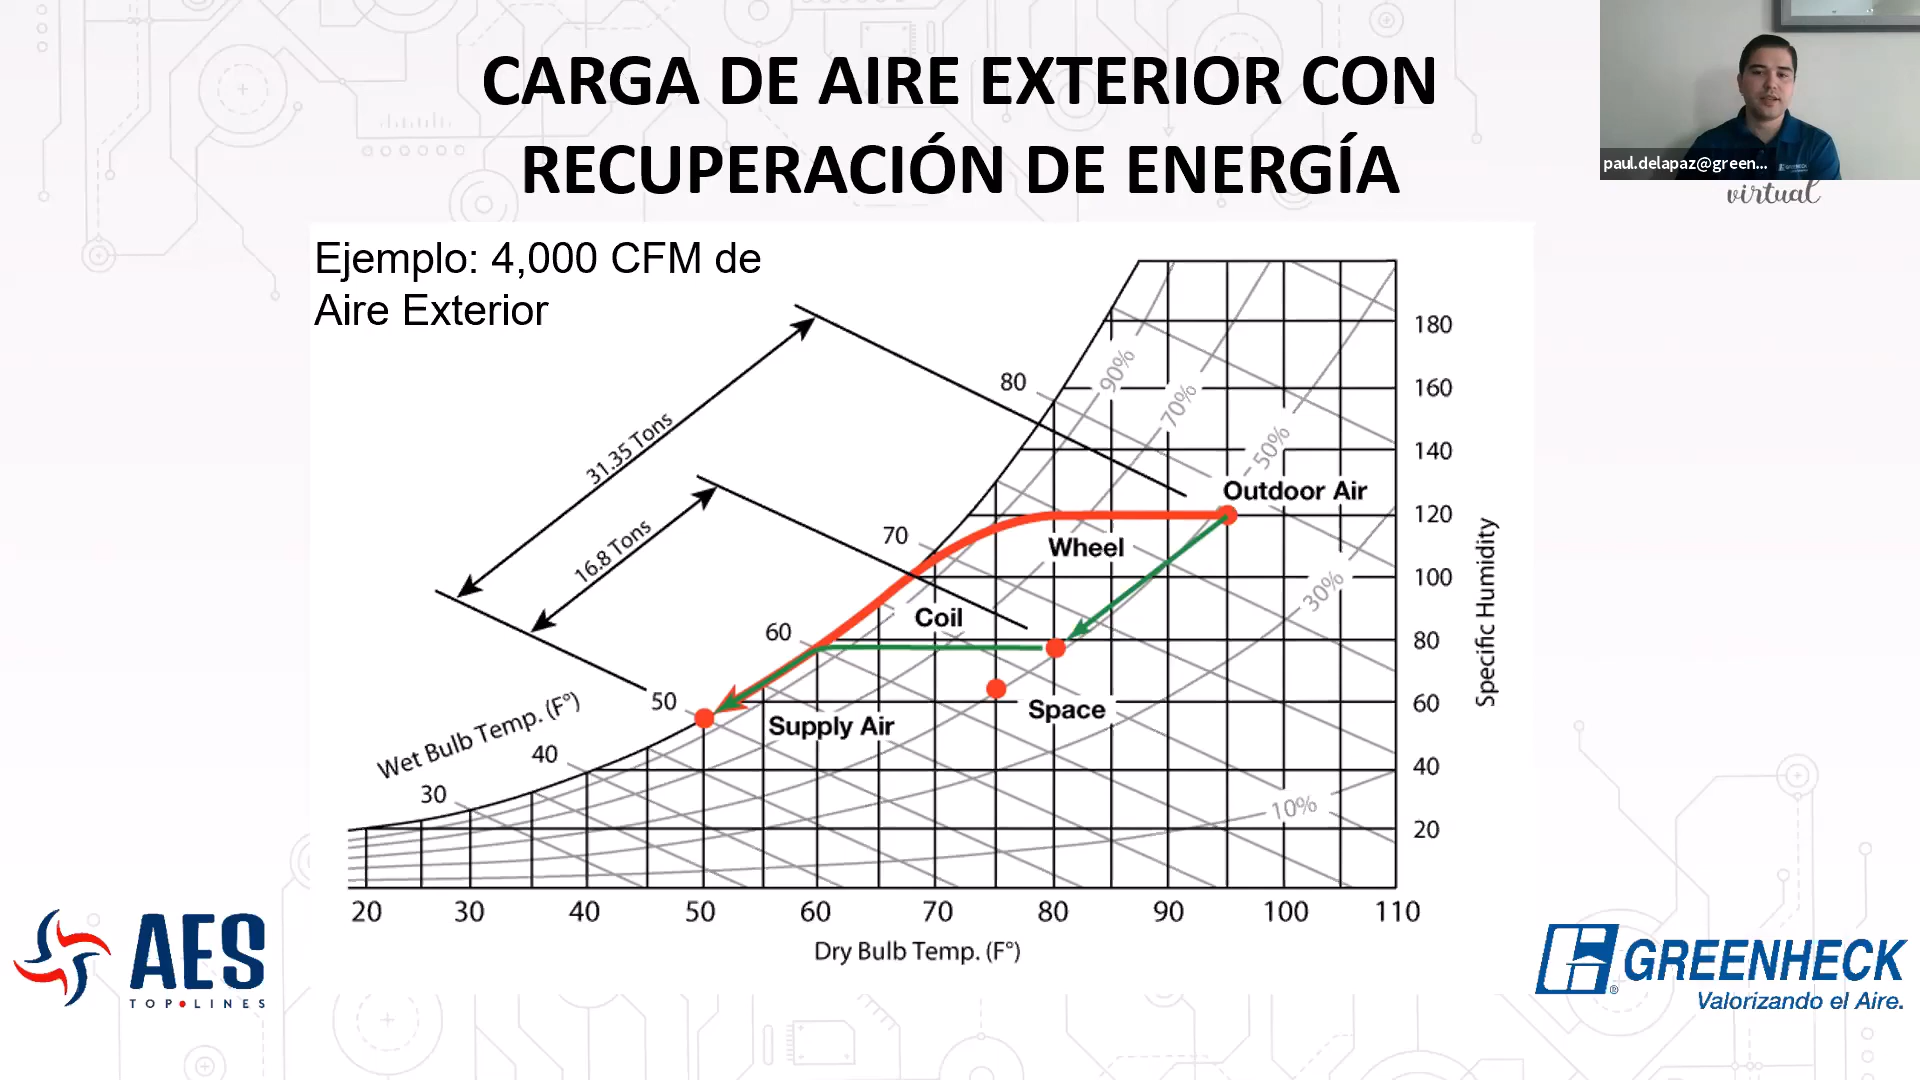 CARGA DE AIRE EXTERIOR CON
RECUPERACIÓN DE ENERGÍA
paul.delapaz@green...
virtual
Ejemplo: 4,000 CFM de
Aire Exterior
31.35 Tons
16.8 Tons
80
70
60
50
40
30
Wet Bulb Temp. (F°)
90%
70%
50%
30%
10%
Outdoor Air
Wheel
Coil
Space
Supply Air
180
160
140
120
100
80
60
40
20
Specific Humidity
20 30 40 50 60 70 80 90 100 110
Dry Bulb Temp. (F°)
AES
TOP•LINES
GREENHECK
Valorizando el Aire.